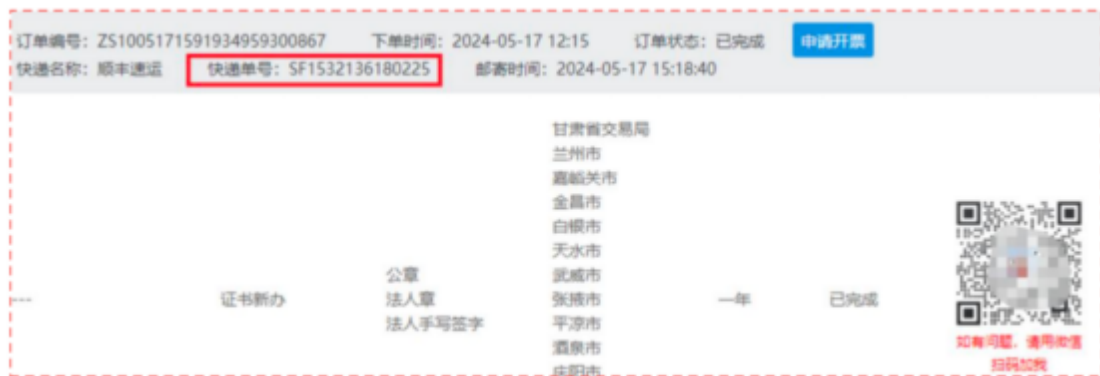 订单编号：ZS10051715919349593008​67 下单时间：2024-05-17 12:15 订单状态：已完成 申请开票
快递名称：顺丰速运 快递单号：SF1532136180225 邮寄时间：2024-05-17 15:18:40
甘肃省交易局
兰州市
嘉峪关市
金昌市
白银市
天水市
公章
武威市
--- 证书新办 法人章 张掖市 一年 已完成
法人手写签字 平凉市
酒泉市
庆阳市
如有问题，请用微信
扫码加我